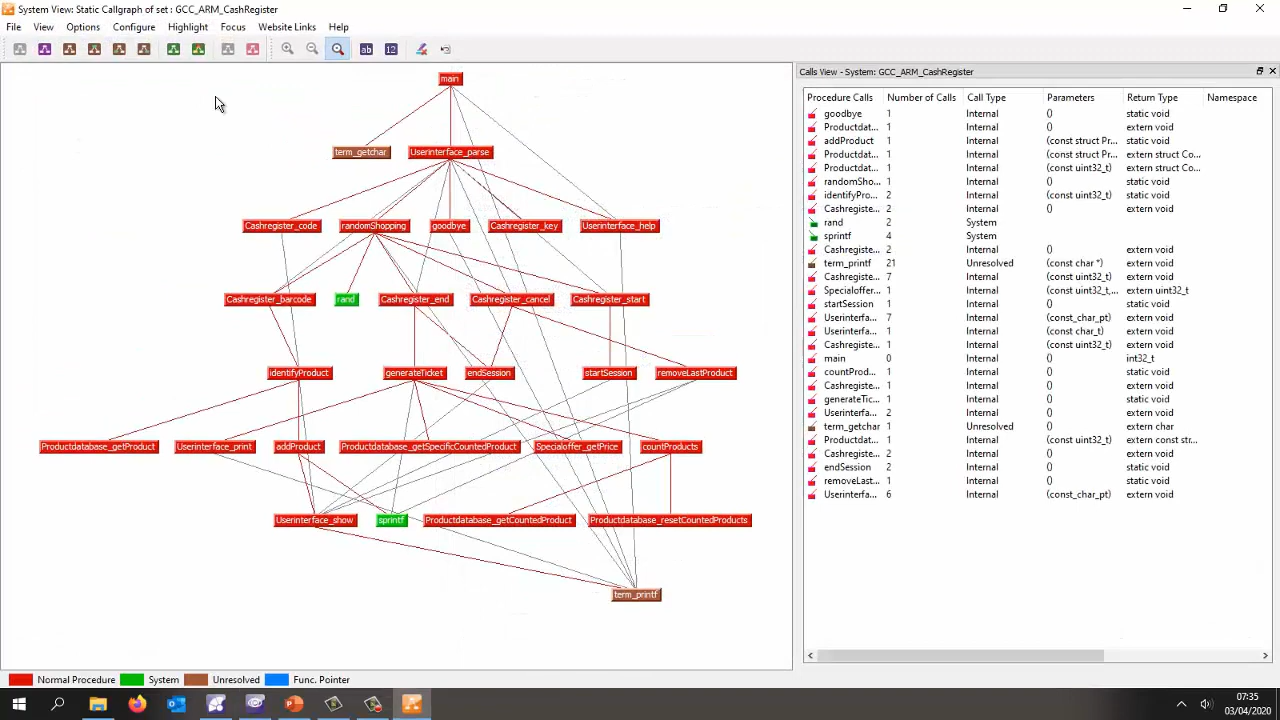 System View: Static Callgraph of set : GCC_ARM_CashRegister
File View Options Configure Highlight Focus Website Links Help
ab 12
main
term_getchar Userinterface_parse
Cashregister_code randomShopping goodbye Cashregister_key Userinterface_help
Cashregister_barcode rand Cashregister_end Cashregister_cancel Cashregister_start
identifyProduct generateTicket endSession startSession removeLastProduct
Productdatabase_getProduct Userinterface_print addProduct Productdatabase_getSpecificCountedProduct Specialoffer_getPrice countProducts
Userinterface_show sprintf Productdatabase_getCountedProduct Productdatabase_resetCountedProducts
term_printf
Normal Procedure System Unresolved Func. Pointer
Calls View - System: GCC_ARM_CashRegister
Procedure Calls Number of Calls Call Type Parameters Return Type Namespace
goodbye 1 Internal () static void
Productdat... 1 Internal () extern void
addProduct 1 Internal (const struct Pr... static void
Productdat... 1 Internal (const struct Pr... extern struct Co...
Productdat... 1 Internal (const uint32_t) extern struct Co...
randomSho... 1 Internal () static void
identifyPro... 2 Internal (const uint32_t) static void
Cashregiste... 2 Internal () extern void
rand 2 System
sprintf 4 System
Cashregiste... 2 Internal () extern void
term_printf 21 Unresolved (const char *) extern void
Cashregiste... 7 Internal (const uint32_t) extern void
Specialoffer... 1 Internal (const uint32_t,... extern uint32_t
startSession 1 Internal () static void
Userinterfa... 7 Internal (const_char_pt) extern void
Userinterfa... 1 Internal (const char_t) extern void
Cashregiste... 1 Internal (const uint32_t) extern void
main 0 Internal () int32_t
countProd... 1 Internal () static void
Cashregiste... 1 Internal () extern void
generateTic... 1 Internal () static void
Userinterfa... 2 Internal () extern void
term_getchar 1 Unresolved () extern char
Productdat... 1 Internal (const uint32_t) extern const str...
Cashregiste... 2 Internal () extern void
endSession 2 Internal () static void
removeLast... 1 Internal () static void
Userinterfa... 6 Internal (const_char_pt) extern void
07:35
03/04/2020